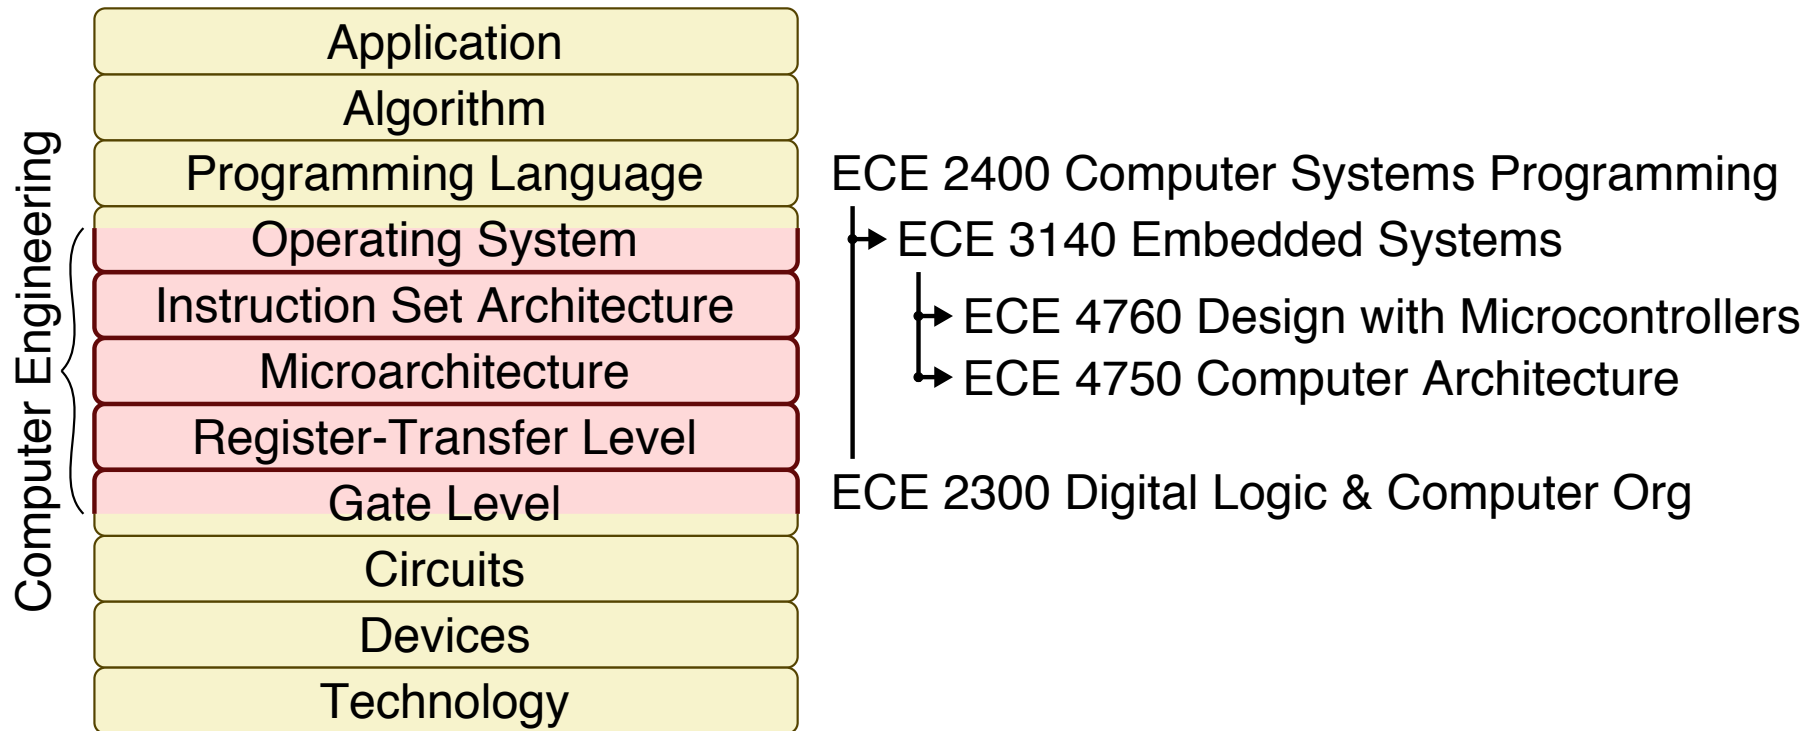 Computer Engineering
Application
Algorithm
Programming Language
Operating System
Instruction Set Architecture
Microarchitecture
Register-Transfer Level
Gate Level
Circuits
Devices
Technology
ECE 2400 Computer Systems Programming
ECE 3140 Embedded Systems
ECE 4760 Design with Microcontrollers
ECE 4750 Computer Architecture
ECE 2300 Digital Logic & Computer Org